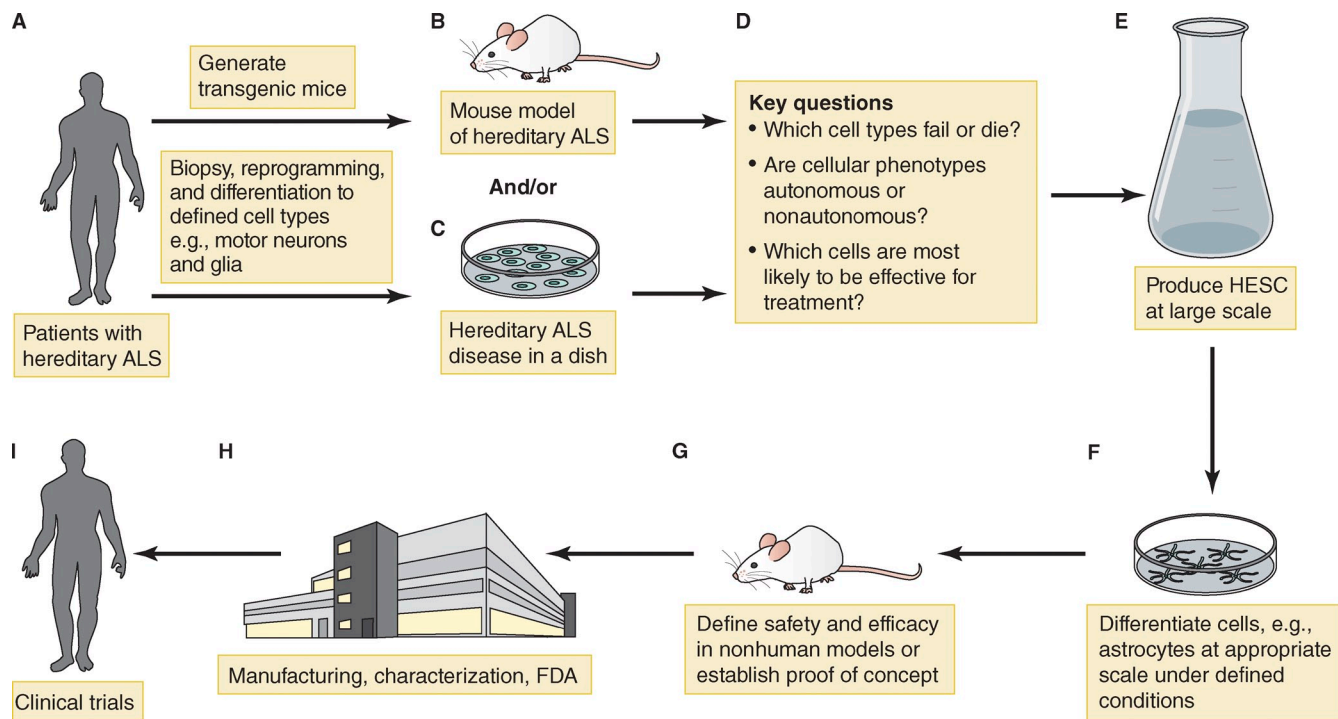 A
Generate
transgenic mice
Biopsy, reprogramming,
and differentiation to
defined cell types
e.g., motor neurons
and glia
Patients with
hereditary ALS
B
Mouse model
of hereditary ALS
And/or
C
Hereditary ALS
disease in a dish
D
Key questions
• Which cell types fail or die?
• Are cellular phenotypes
autonomous or
nonautonomous?
• Which cells are most
likely to be effective for
treatment?
E
Produce HESC
at large scale
F
Differentiate cells, e.g.,
astrocytes at appropriate
scale under defined
conditions
G
Define safety and efficacy
in nonhuman models or
establish proof of concept
H
Manufacturing, characterization, FDA
I
Clinical trials